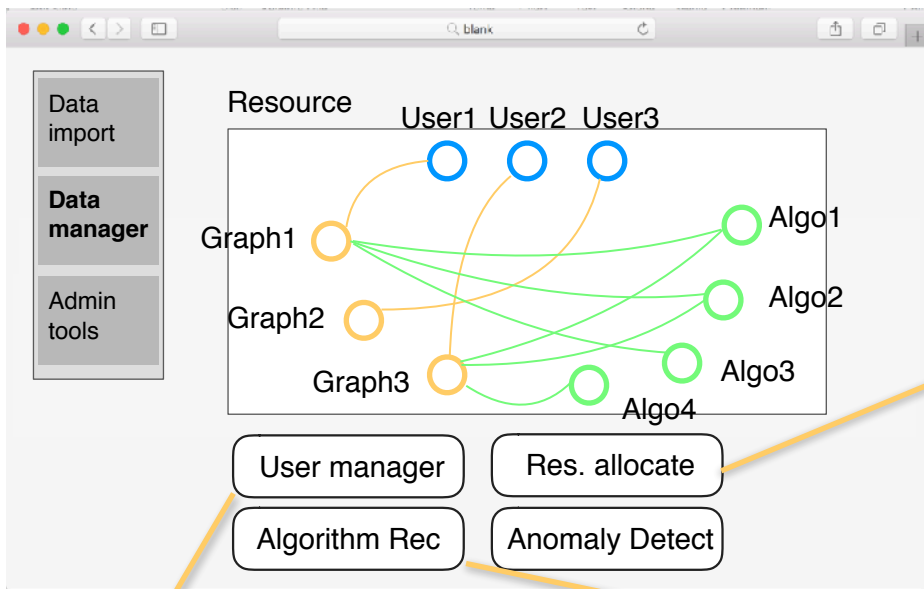 blank
Data
import
Data
manager
Admin
tools
Resource
User1 User2 User3
Graph1
Algo1
Graph2
Algo2
Graph3
Algo3
Algo4
User manager
Res. allocate
Algorithm Rec
Anomaly Detect